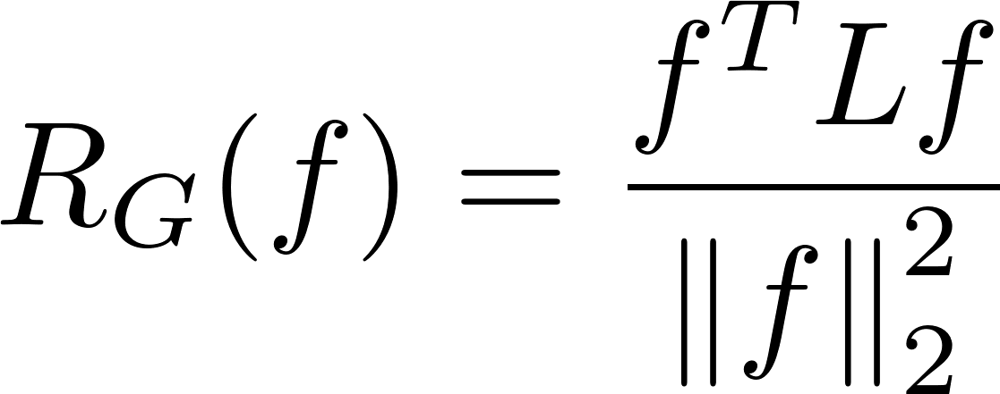 R_G(f) = \frac{f^T L f}{\|f\|_2^2}